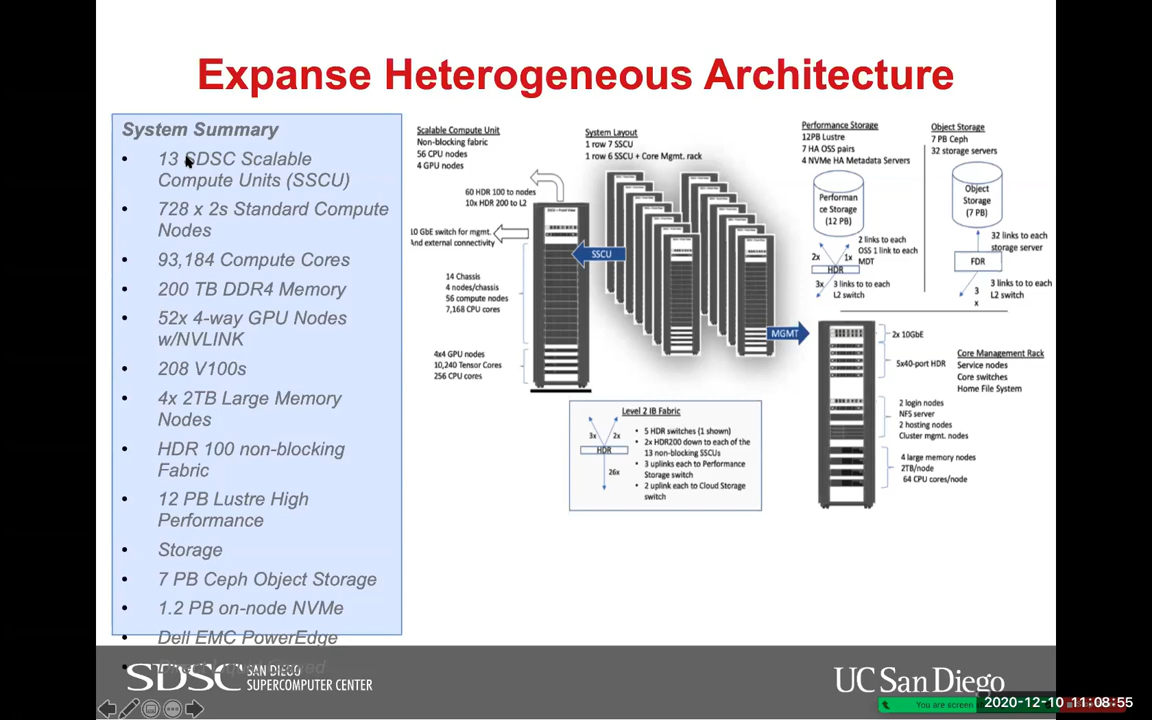 Expanse Heterogeneous Architecture
System Summary
13 SDSC Scalable
Compute Units (SSCU)
728 x 2s Standard Compute
Nodes
93,184 Compute Cores
200 TB DDR4 Memory
52x 4-way GPU Nodes
w/NVLINK
208 V100s
4x 2TB Large Memory
Nodes
HDR 100 non-blocking
Fabric
12 PB Lustre High
Performance
Storage
7 PB Ceph Object Storage
1.2 PB on-node NVMe
Dell EMC PowerEdge
Scalable Compute Unit
Non-blocking fabric
56 CPU nodes
4 GPU nodes
60 HDR 100 to nodes
10x HDR 200 to L2
10 GbE switch for mgmt.
And external connectivity
14 Chassis
4 nodes/chassis
56 compute nodes
7,168 CPU cores
4x4 GPU nodes
10,240 Tensor Cores
256 CPU cores
System Layout
1 row 7 SSCU
1 row 6 SSCU + Core Mgmt. rack
SSCU
MGMT
Performance Storage
12PB Lustre
7 HA OSS pairs
4 NVMe HA Metadata Servers
Performan
ce Storage
(12 PB)
2x
1x
2 links to each
OSS 1 link to each
MDT
HDR
3x
3 links to to each
L2 switch
Object Storage
7 PB Ceph
32 storage servers
Object
Storage
(7 PB)
32 links to each
storage server
FDR
3
x
3 links to to each
L2 switch
2x 10GbE
5x40-port HDR
Core Management Rack
Service nodes
Core switches
Home File System
2 login nodes
NFS server
2 hosting nodes
Cluster mgmt. nodes
4 large memory nodes
2TB/node
64 CPU cores/node
Level 2 IB Fabric
3x
2x
HDR
26x
5 HDR switches (1 shown)
2x HDR200 down to each of the
13 non-blocking SSCUs
3 uplinks each to Performance
Storage switch
2 uplink each to Cloud Storage
switch
SDSC SAN DIEGO
SUPERCOMPUTER CENTER
UC San Diego
You are screen
2020-12-10 11:08:55